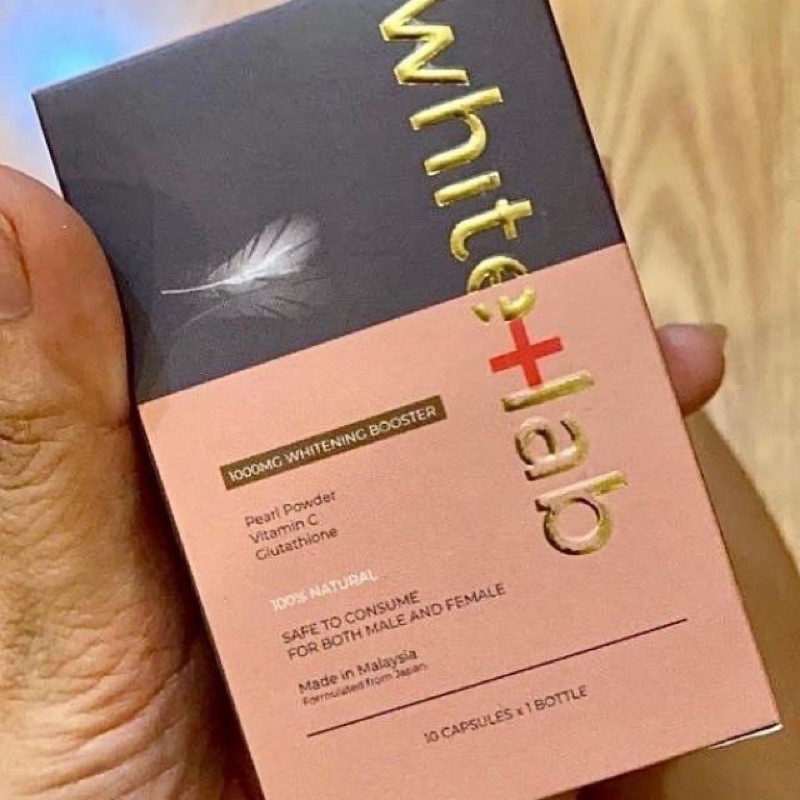 white+lab
1000MG WHITENING BOOSTER
Pearl Powder
Vitamin C
Glutathione
100% NATURAL
SAFE TO CONSUME
FOR BOTH MALE AND FEMALE
Made in Malaysia
Formulated from Japan
10 CAPSULES x 1 BOTTLE